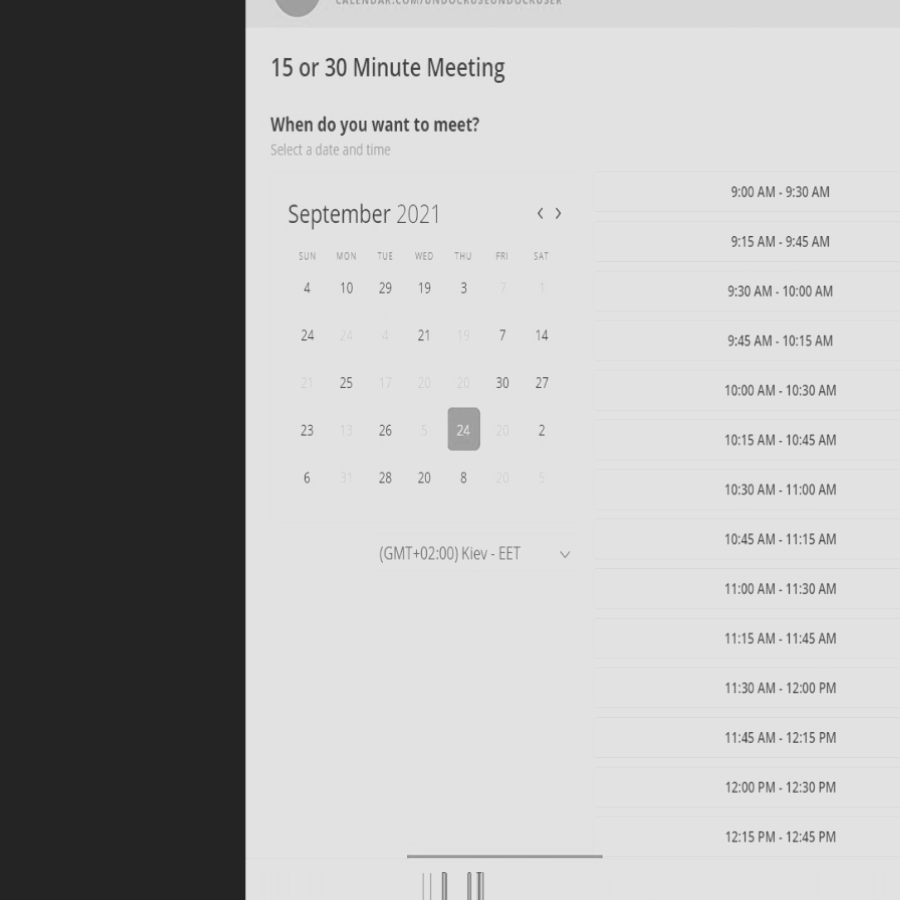 CALENDAR.COM/UNDOCKUSEUNDOCKUSER
15 or 30 Minute Meeting
When do you want to meet?
Select a date and time
September 2021
SUN MON TUE WED THU FRI SAT
4 10 29 19 3 7 1
24 24 4 21 19 7 14
21 25 17 20 20 30 27
23 13 26 5 24 20 2
6 31 28 20 8 20 5
(GMT+02:00) Kiev - EET
9:00 AM - 9:30 AM
9:15 AM - 9:45 AM
9:30 AM - 10:00 AM
9:45 AM - 10:15 AM
10:00 AM - 10:30 AM
10:15 AM - 10:45 AM
10:30 AM - 11:00 AM
10:45 AM - 11:15 AM
11:00 AM - 11:30 AM
11:15 AM - 11:45 AM
11:30 AM - 12:00 PM
11:45 AM - 12:15 PM
12:00 PM - 12:30 PM
12:15 PM - 12:45 PM